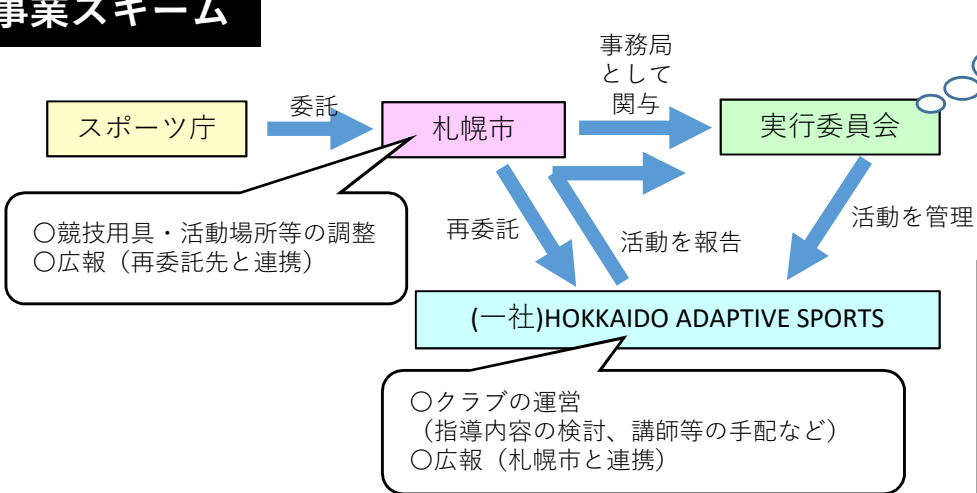 事業スキーム
事務局
として
関与
委託
スポーツ庁
札幌市
実行委員会
○競技用具・活動場所等の調整
○広報（再委託先と連携）
再委託
活動を報告
活動を管理
(一社)HOKKAIDO ADAPTIVE SPORTS
○クラブの運営
（指導内容の検討、講師等の手配など）
○広報（札幌市と連携）